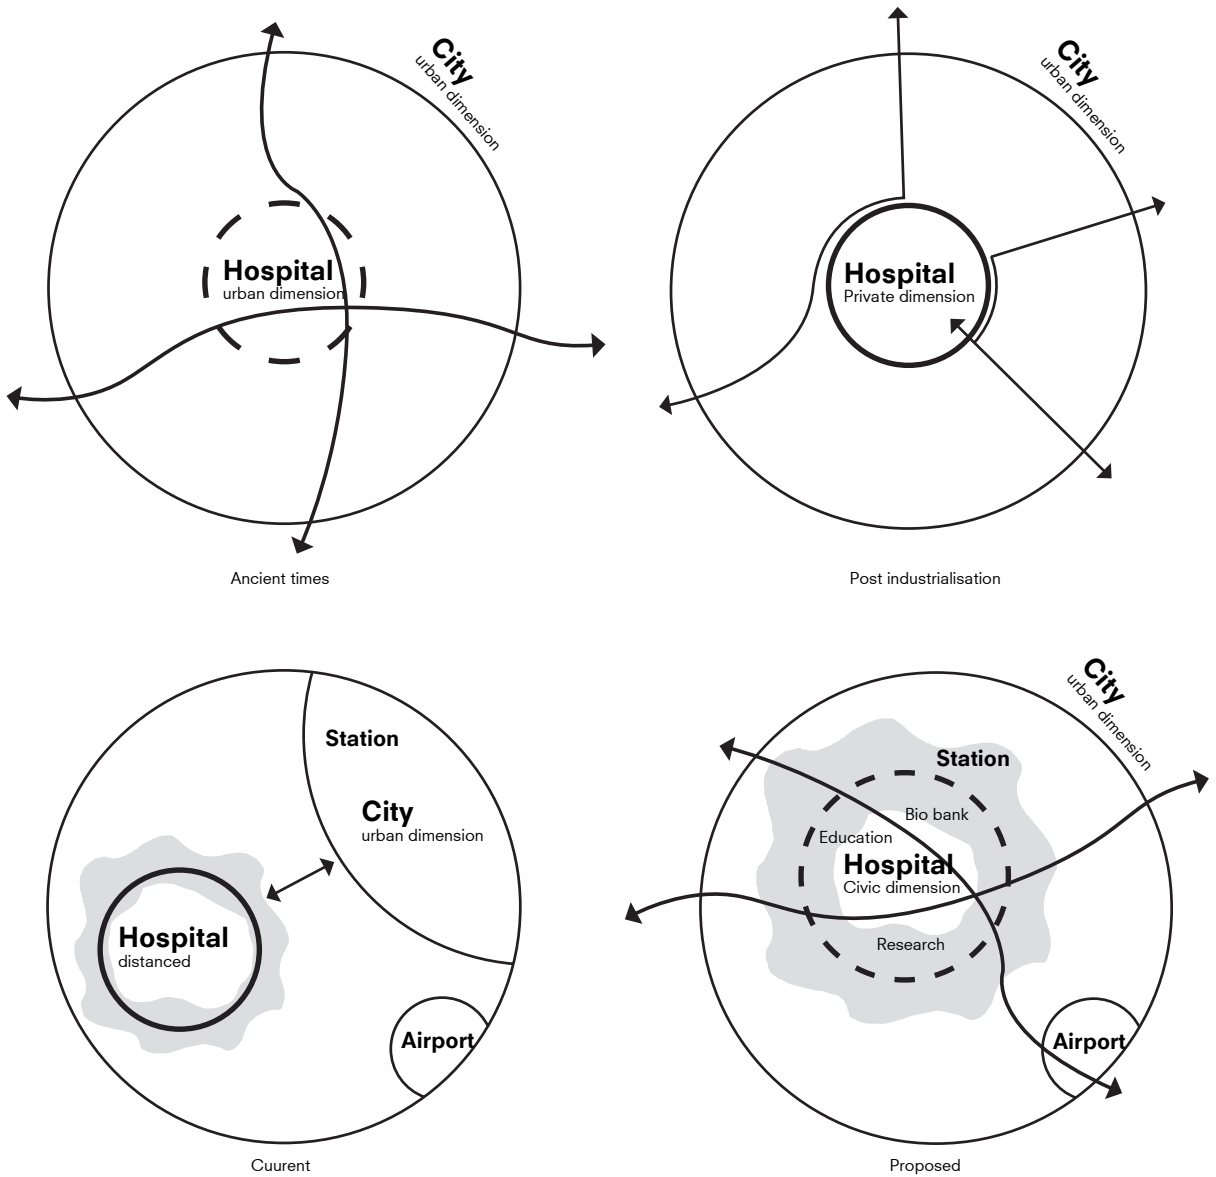 City
urban dimension
Hospital
urban dimension
Ancient times
City
urban dimension
Hospital
Private dimension
Post industrialisation
Station
City
urban dimension
Hospital
distanced
Airport
Cuurent
City
urban dimension
Station
Bio bank
Education
Hospital
Civic dimension
Research
Airport
Proposed